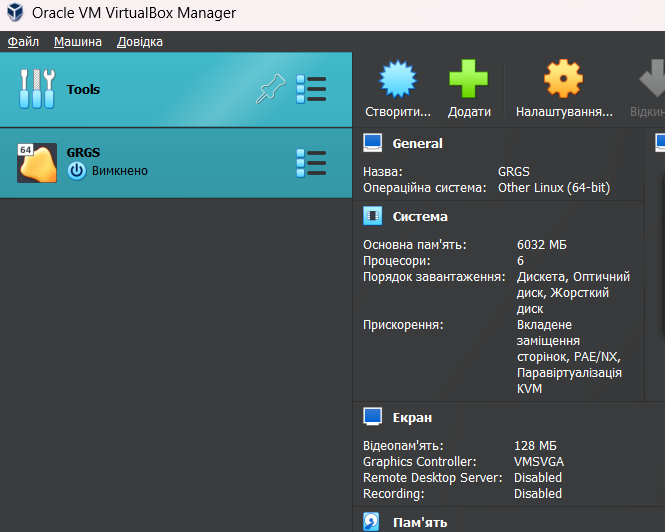 Oracle VM VirtualBox Manager
Файл Машина Довідка
Tools
Створити... Додати Налаштування... Відкин
64
GRGS
Вимкнено
General
Назва: GRGS
Операційна система: Other Linux (64-bit)
Система
Основна пам'ять: 6032 МБ
Процесори: 6
Порядок завантаження: Дискета, Оптичний
диск, Жорсткий
диск
Прискорення: Вкладене
заміщення
сторінок, PAE/NX,
Паравіртуалізація
KVM
Екран
Відеопам'ять: 128 МБ
Graphics Controller: VMSVGA
Remote Desktop Server: Disabled
Recording: Disabled
Пам'ять